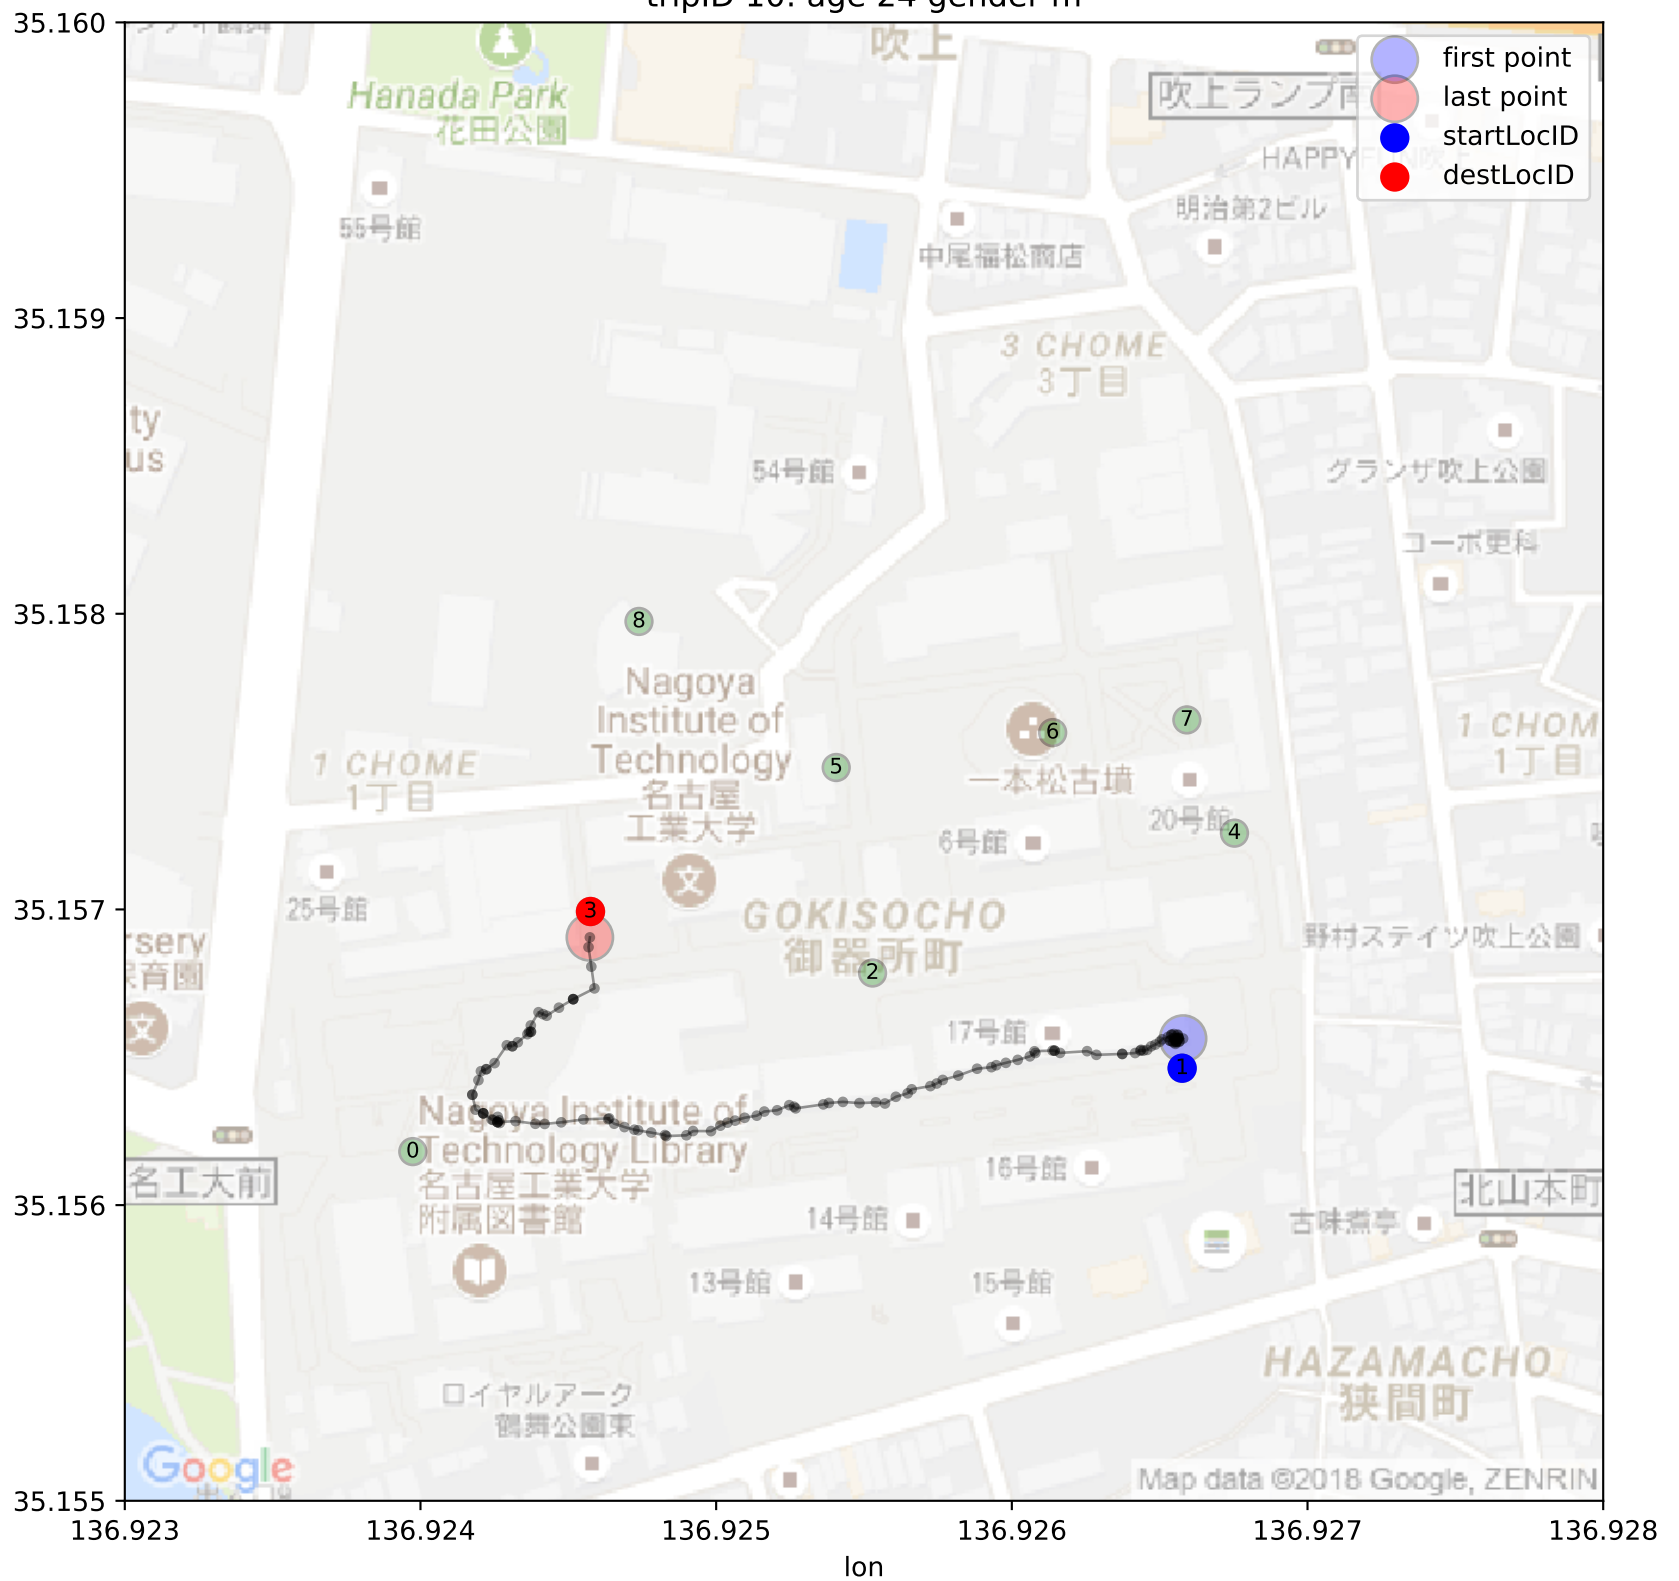 tripID 10: age 24 gender m
35.160
35.159
35.158
35.157
35.156
35.155
136.923
136.924
136.925
136.926
136.927
136.928
lon
first point
last point
startLocID
destLocID
吹上
Hanada Park
花田公園
吹上ランプ南
HAPPY
明治第2ビル
55号館
中尾福松商店
3 CHOME
3丁目
ty
us
54号館
グランザ吹上公園
コーポ更科
8
Nagoya
Institute of
Technology
名古屋
工業大学
1 CHOME
1丁目
5
6
7
一本松古墳
1 CHOM
1丁目
20号館
4
6号館
25号館
3
GOKISOCHO
御器所町
2
野村ステイツ吹上公園
rsery
保育園
17号館
1
0
Nagoya Institute of
Technology Library
名古屋工業大学
附属図書館
名工大前
16号館
14号館
北山本町
古味煮亭
13号館
15号館
HAZAMACHO
狭間町
ロイヤルアーク
鶴舞公園東
Google
Map data ©2018 Google, ZENRIN